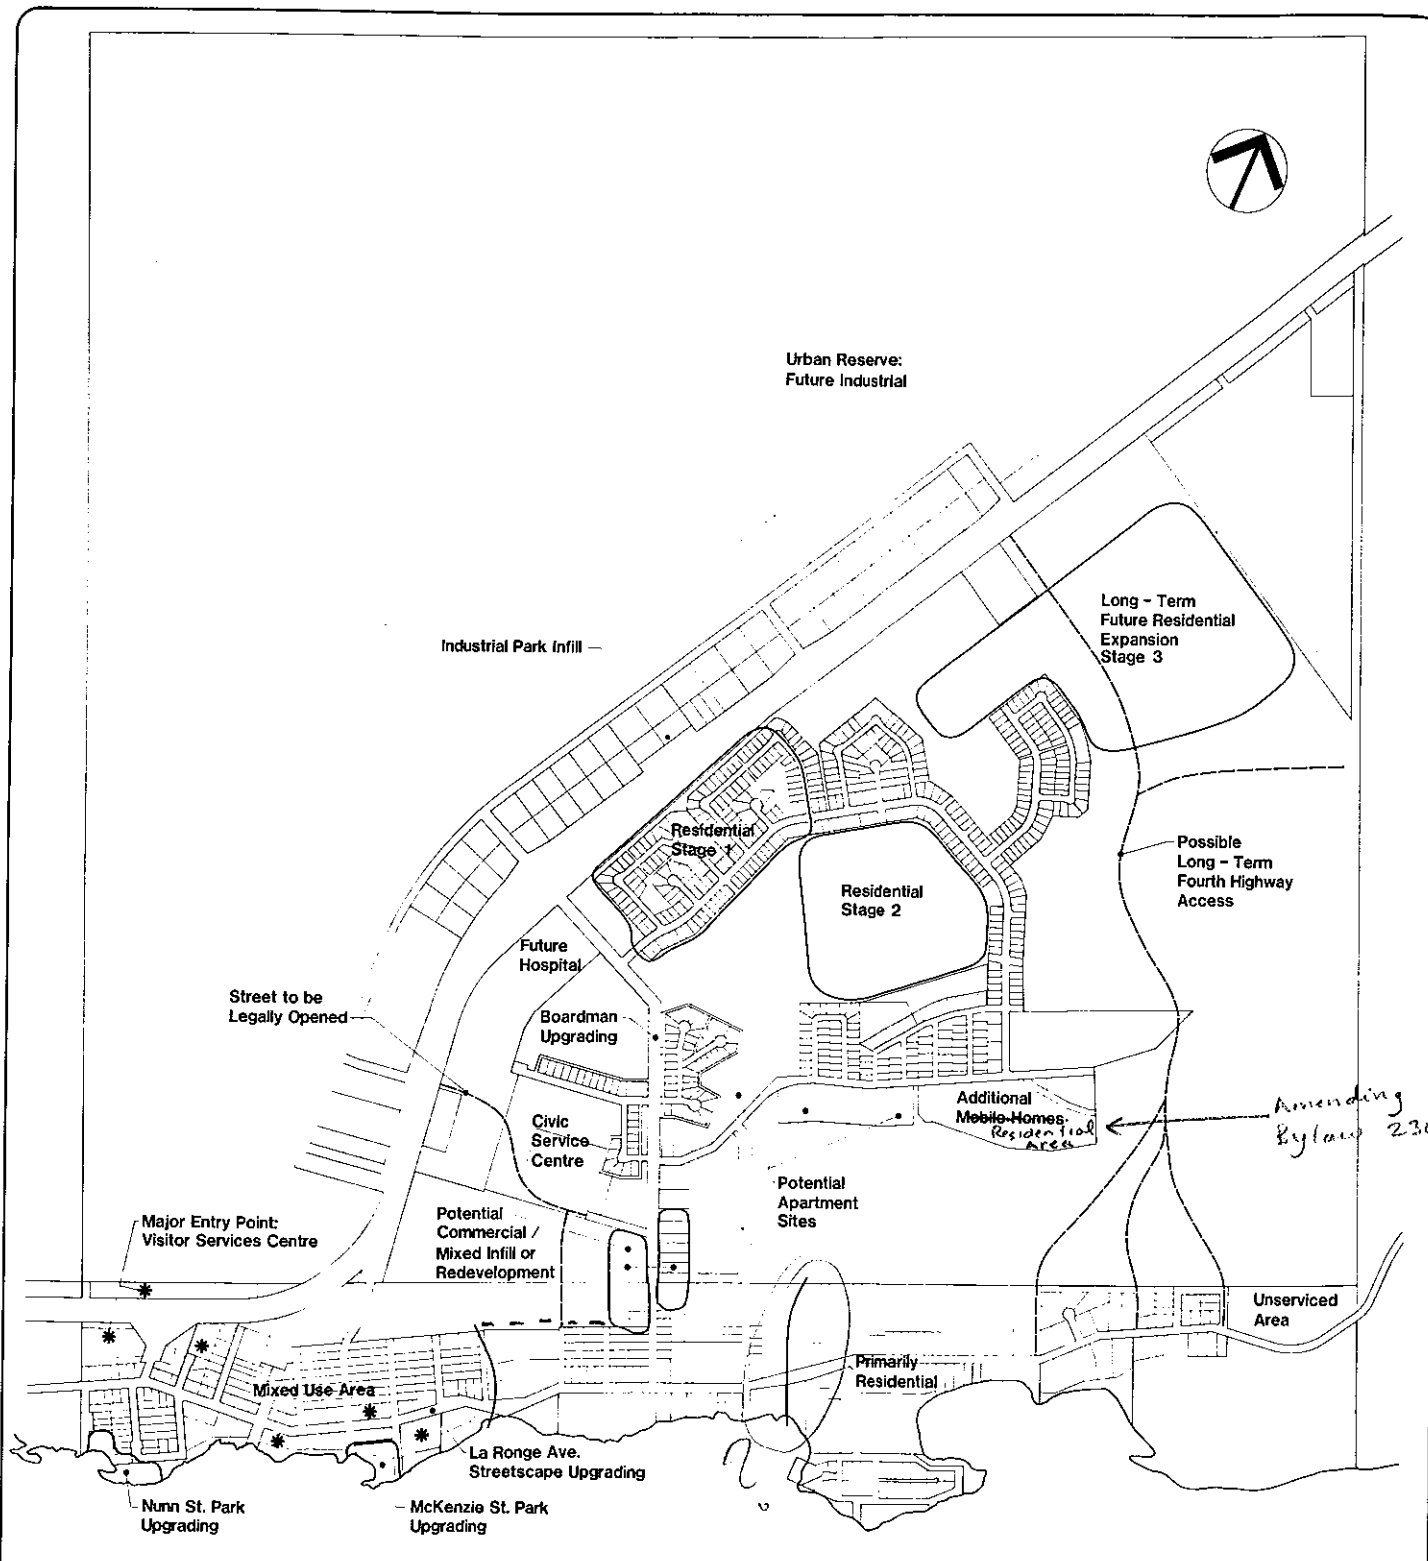 Urban Reserve:
Future Industrial
Long - Term
Future Residential
Expansion
Stage 3
Industrial Park Infill
Residential
Stage 1
Residential
Stage 2
Possible
Long - Term
Fourth Highway
Access
Future
Hospital
Street to be
Legally Opened
Boardman
Upgrading
Additional
Mobile Homes
Residential
Area
Amending
Bylaw 230
Civic
Service
Centre
Potential
Apartment
Sites
Potential
Commercial /
Mixed Infill or
Redevelopment
Major Entry Point:
Visitor Services Centre
Unserviced
Area
Primarily
Residential
Mixed Use Area
La Ronge Ave.
Streetscape Upgrading
Nunn St. Park
Upgrading
McKenzie St. Park
Upgrading
?